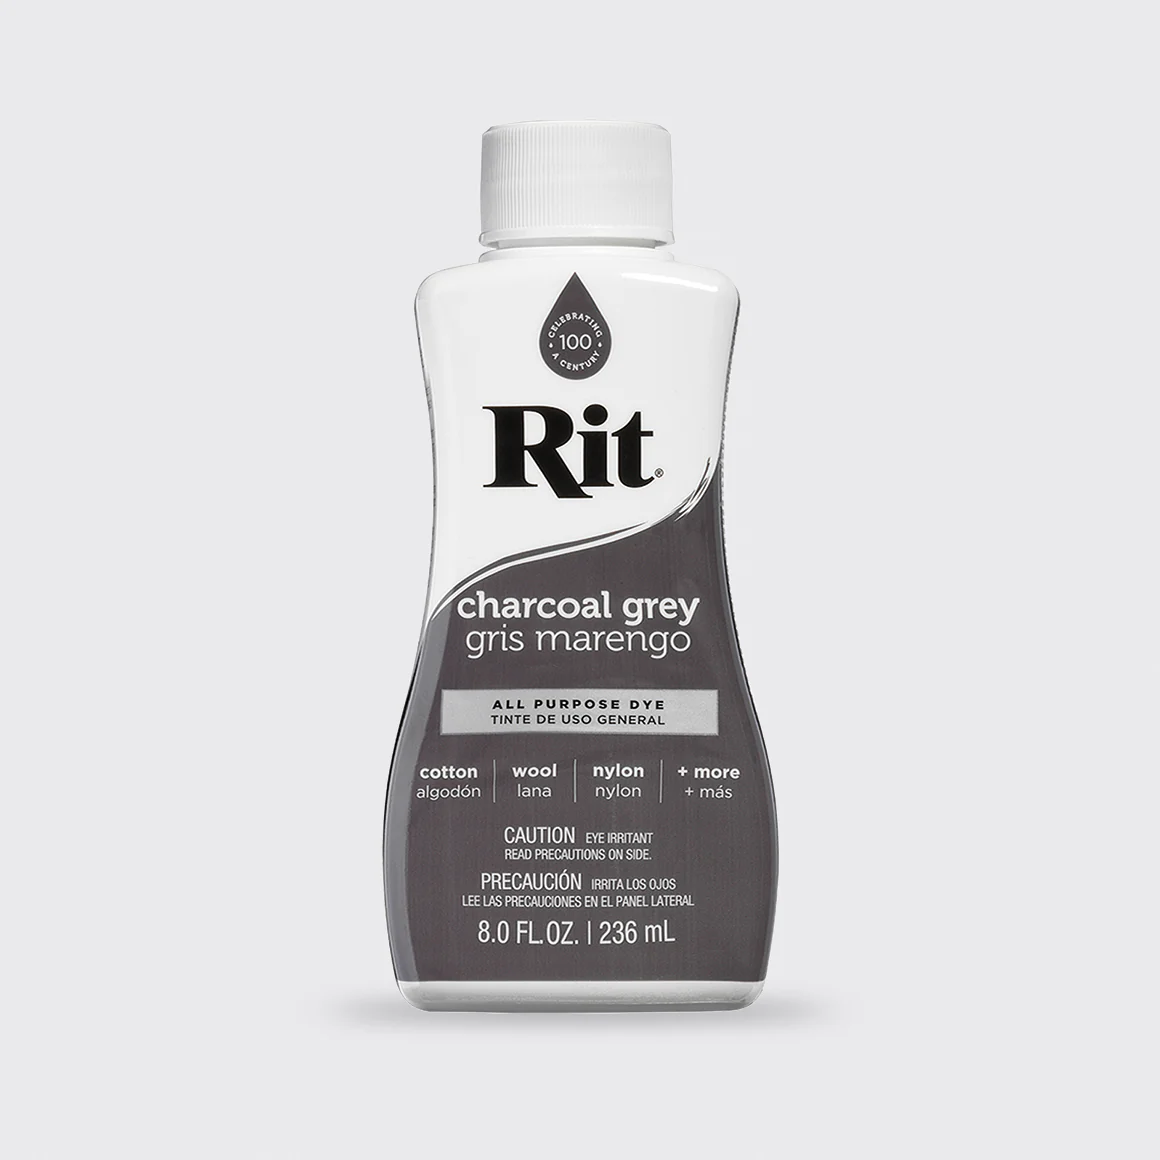 CELEBRATING
100
A CENTURY
Rit®
charcoal grey
gris marengo
ALL PURPOSE DYE
TINTE DE USO GENERAL
cotton wool nylon + more
algodón lana nylon + más
CAUTION EYE IRRITANT
READ PRECAUTIONS ON SIDE.
PRECAUCIÓN IRRITA LOS OJOS
LEE LAS PRECAUCIONES EN EL PANEL LATERAL
8.0 FL.OZ. | 236 mL